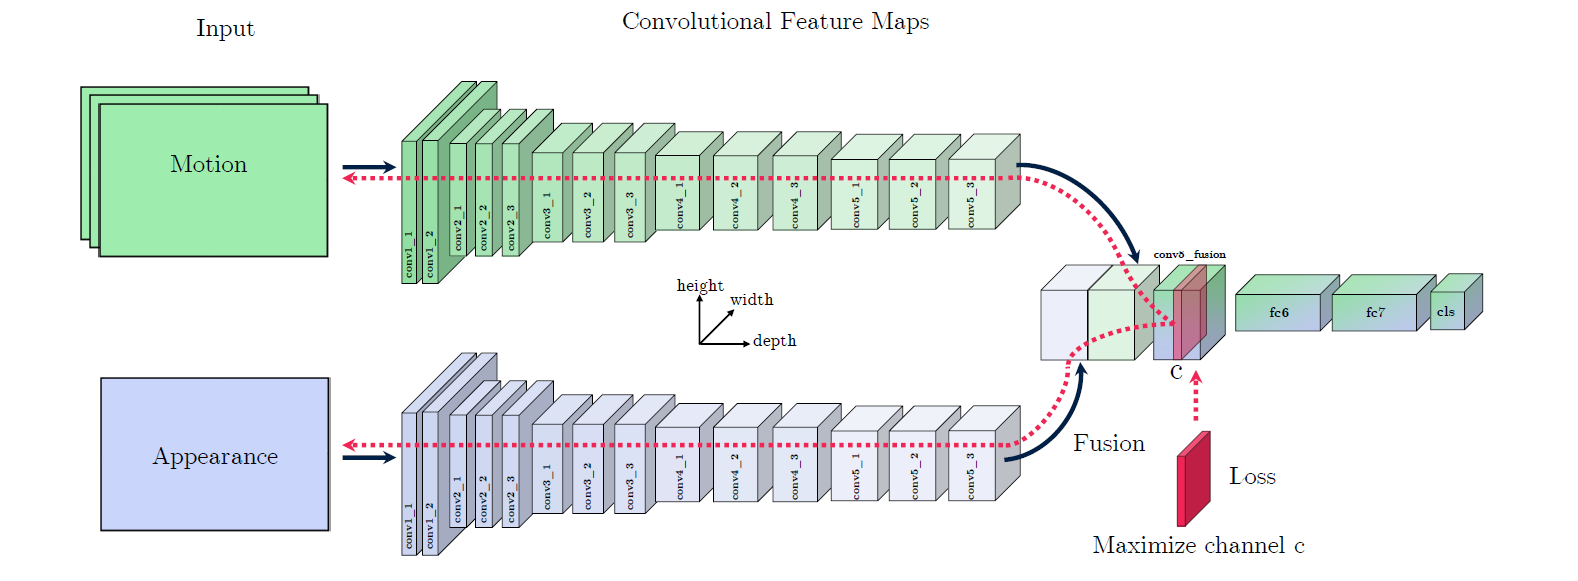 Input
Convolutional Feature Maps
Motion
conv1_1
conv1_2
conv2_1
conv2_2
conv2_3
conv3_1
conv3_2
conv3_3
conv4_1
conv4_2
conv4_3
conv5_1
conv5_2
conv5_3
conv5_fusion
height
width
depth
fc6
fc7
cls
c
Appearance
conv1_1
conv1_2
conv2_1
conv2_2
conv2_3
conv3_1
conv3_2
conv3_3
conv4_1
conv4_2
conv4_3
conv5_1
conv5_2
conv5_3
Fusion
Loss
Maximize channel c